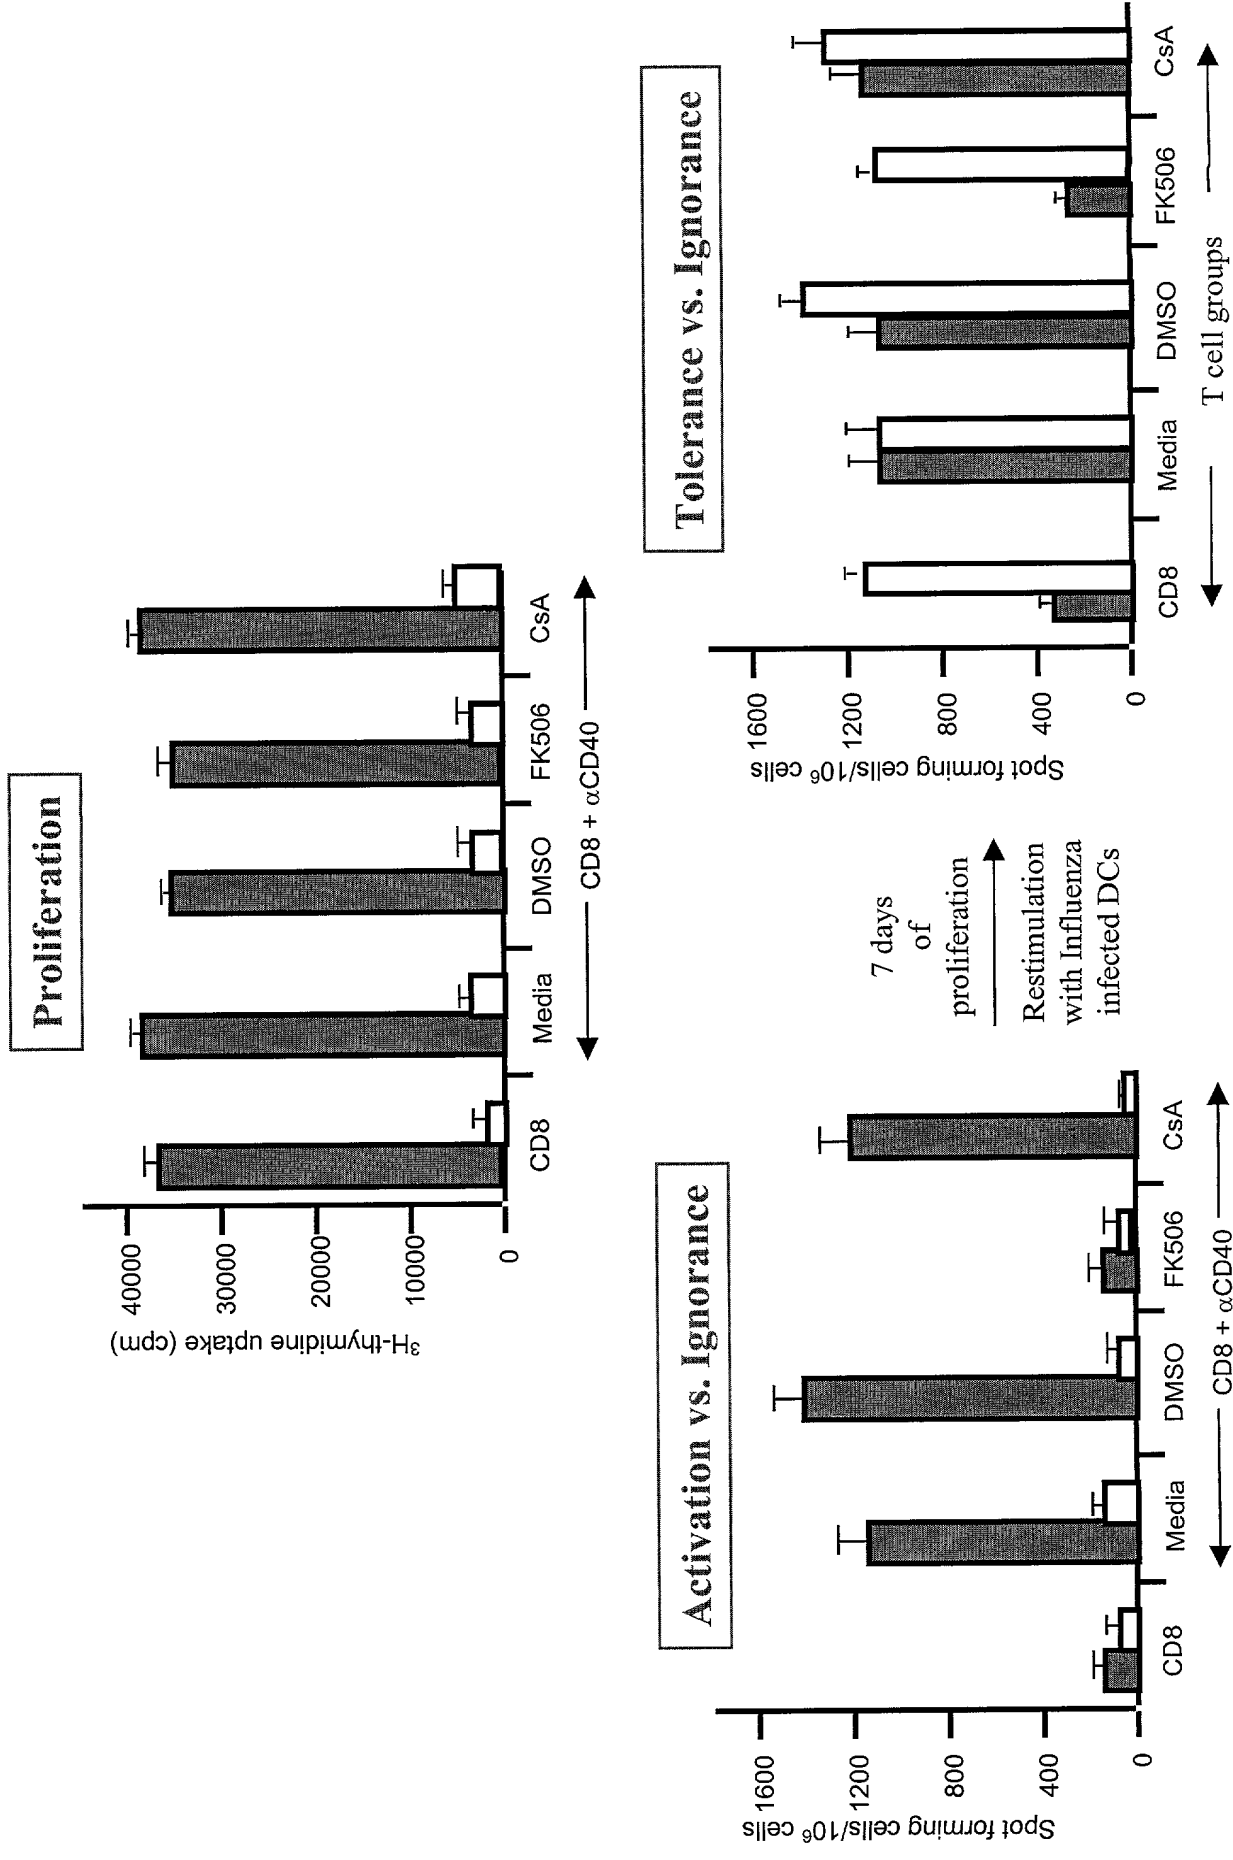 Proliferation
³H-thymidine uptake (cpm)
40000
30000
20000
10000
0
CD8 Media DMSO FK506 CsA
CD8 + αCD40
Activation vs. Ignorance
Spot forming cells/10⁶ cells
1600
1200
800
400
0
CD8 Media DMSO FK506 CsA
CD8 + αCD40
7 days
of
proliferation
Restimulation
with Influenza
infected DCs
Tolerance vs. Ignorance
Spot forming cells/10⁶ cells
1600
1200
800
400
0
CD8 Media DMSO FK506 CsA
T cell groups